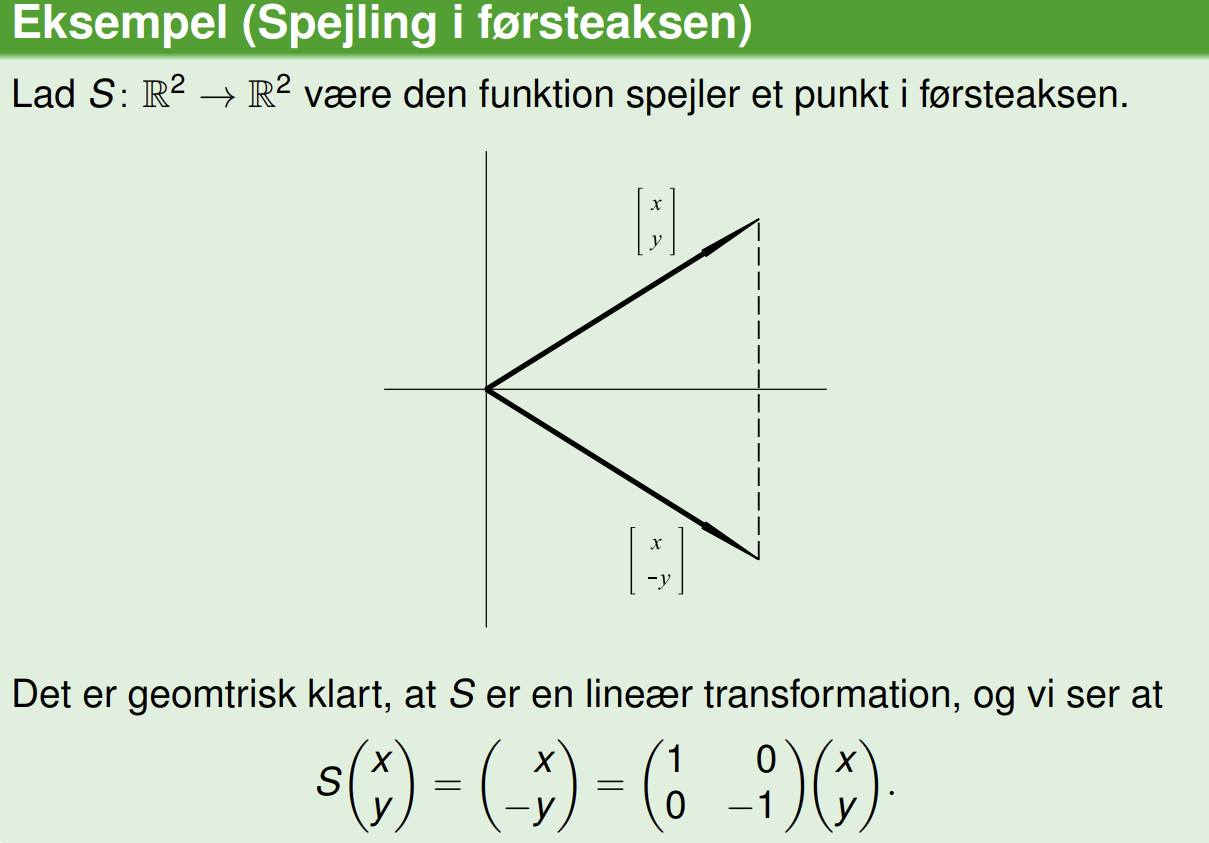 Eksempel (Spejling i førsteaksen)
Lad S: ℝ² → ℝ² være den funktion spejler et punkt i førsteaksen.
[x
y]
[x
-y]
Det er geomtrisk klart, at S er en lineær transformation, og vi ser at
S(x y) = (x −y) = (1 0 0 −1)(x y).